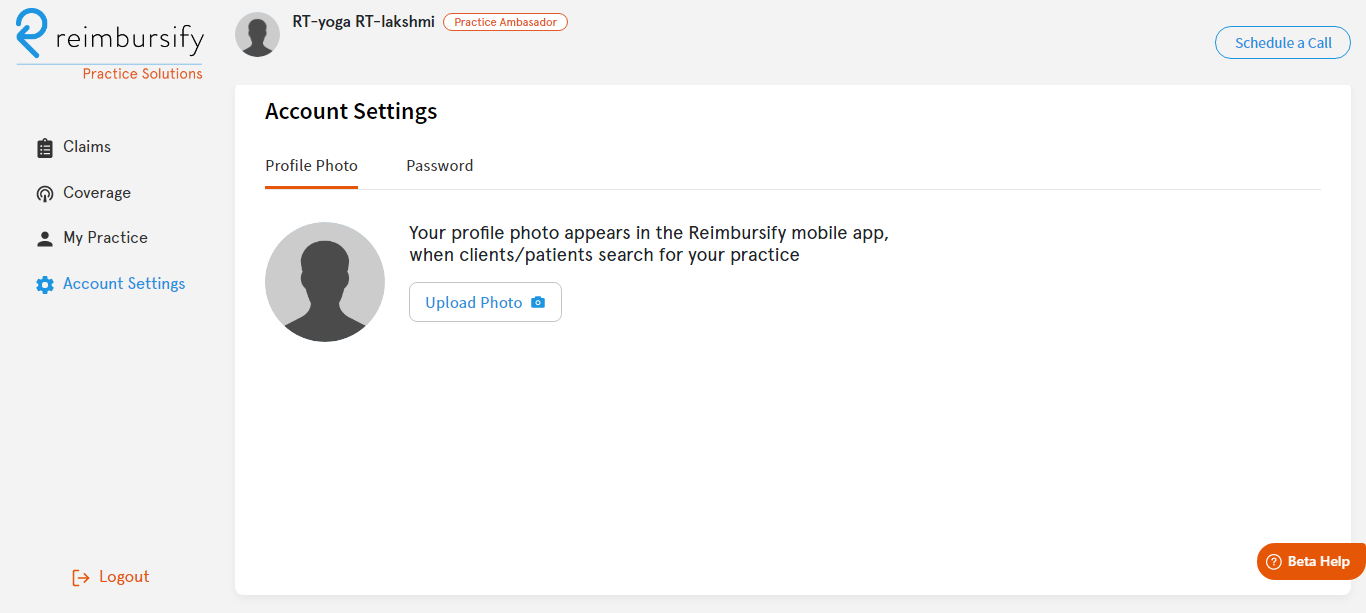 reimbursify
Practice Solutions
RT-yoga RT-lakshmi
Practice Ambasador
Schedule a Call
Claims
Coverage
My Practice
Account Settings
Logout
Account Settings
Profile Photo
Password
Your profile photo appears in the Reimbursify mobile app,
when clients/patients search for your practice
Upload Photo
Beta Help